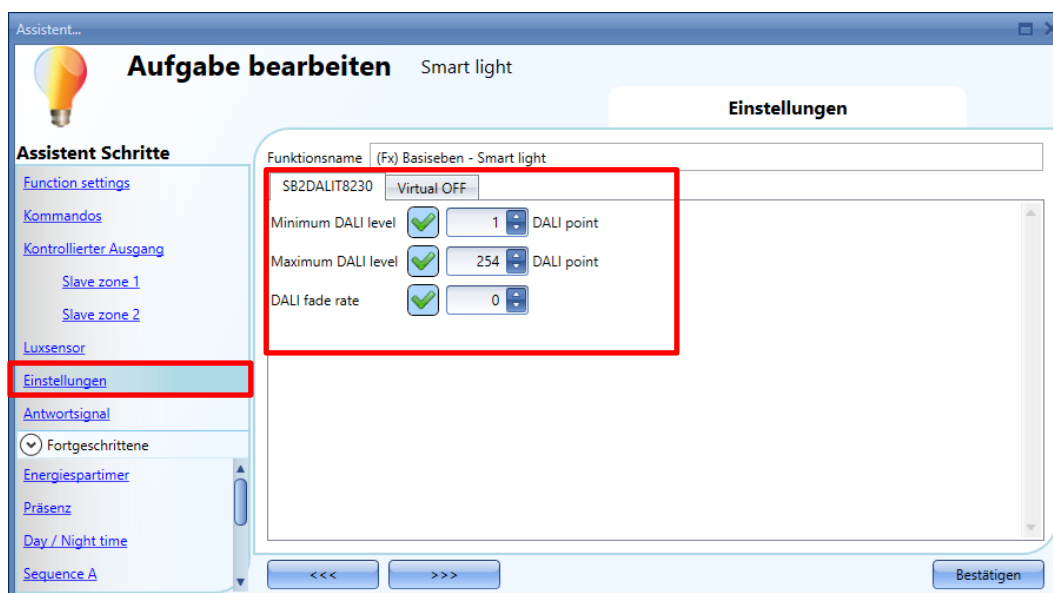 Assistent...
Aufgabe bearbeiten Smart light
Einstellungen
Assistent Schritte
Function settings
Kommandos
Kontrollierter Ausgang
Slave zone 1
Slave zone 2
Luxsensor
Einstellungen
Antwortsignal
Fortgeschrittene
Energiespartimer
Präsenz
Day / Night time
Sequence A
Funktionsname (Fx) Basiseben - Smart light
SB2DALIT8230 Virtual OFF
Minimum DALI level 1 DALI point
Maximum DALI level 254 DALI point
DALI fade rate 0
<<< >>> Bestätigen